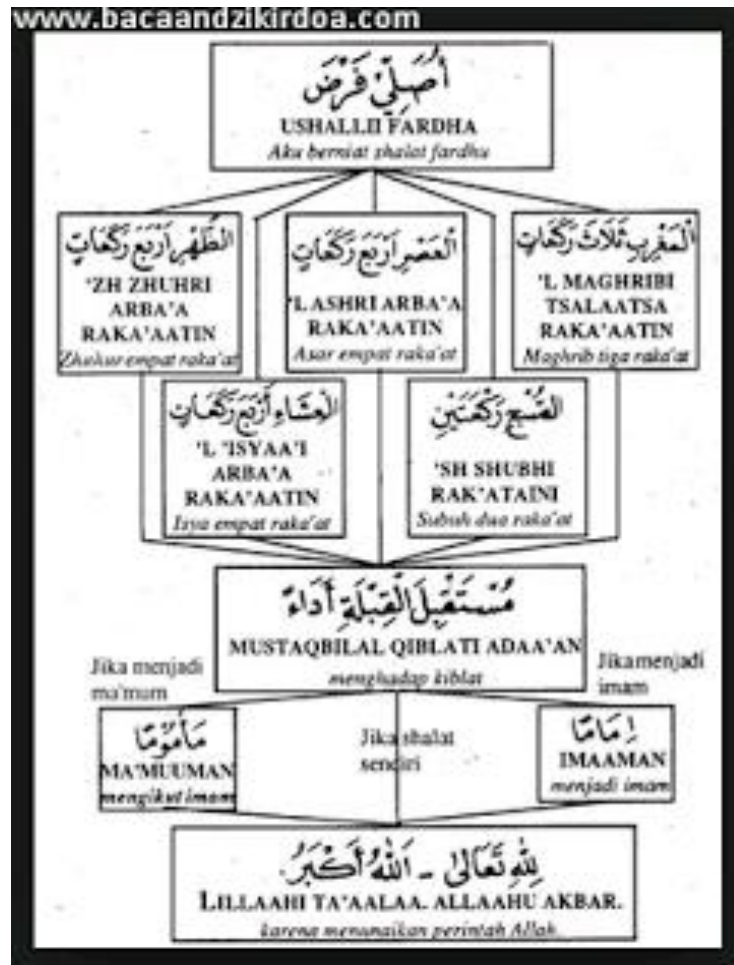 www.bacaandzikirdoa.com
أُصَلِّيْ فَرْضَ
USHALLII FARDHA
Aku berniat shalat fardhu
الظُّهْرِ اَرْبَعَ رَكَعَاتٍ
'ZH ZHUHRI
ARBA'A
RAKA'AATIN
Zhuhur empat raka'at
الْعَصْرِ اَرْبَعَ رَكَعَاتٍ
'L ASHRI ARBA'A
RAKA'AATIN
Asar empat raka'at
الْمَغْرِبِ ثَلَاثَ رَكَعَاتٍ
'L MAGHRIBI
TSALAATSA
RAKA'AATIN
Maghrib tiga raka'at
الْعِشَاءِ أَرْبَعَ رَكَعَاتٍ
'L 'ISYAA'I
ARBA'A
RAKA'AATIN
Isya empat raka'at
الصُّبْحِ رَكْعَتَيْنِ
'SH SHUBHI
RAK'ATAINI
Subuh dua raka'at
مُسْتَقْبِلَ الْقِبْلَةِ أَدَاءً
MUSTAQBILAL QIBLATI ADAA'AN
menghadap kiblat
Jika menjadi
ma'mum
Jika menjadi
imam
مَأْمُوْمًا
MA'MUUMAN
mengikut imam
Jika shalat
sendiri
اِمَامًا
IMAAMAN
menjadi imam
لِلّٰهِ تَعَالٰى - اَللّٰهُ أَكْبَرُ.
LILLAAHI TA'AALAA. ALLAAHU AKBAR.
karena menunaikan perintah Allah.